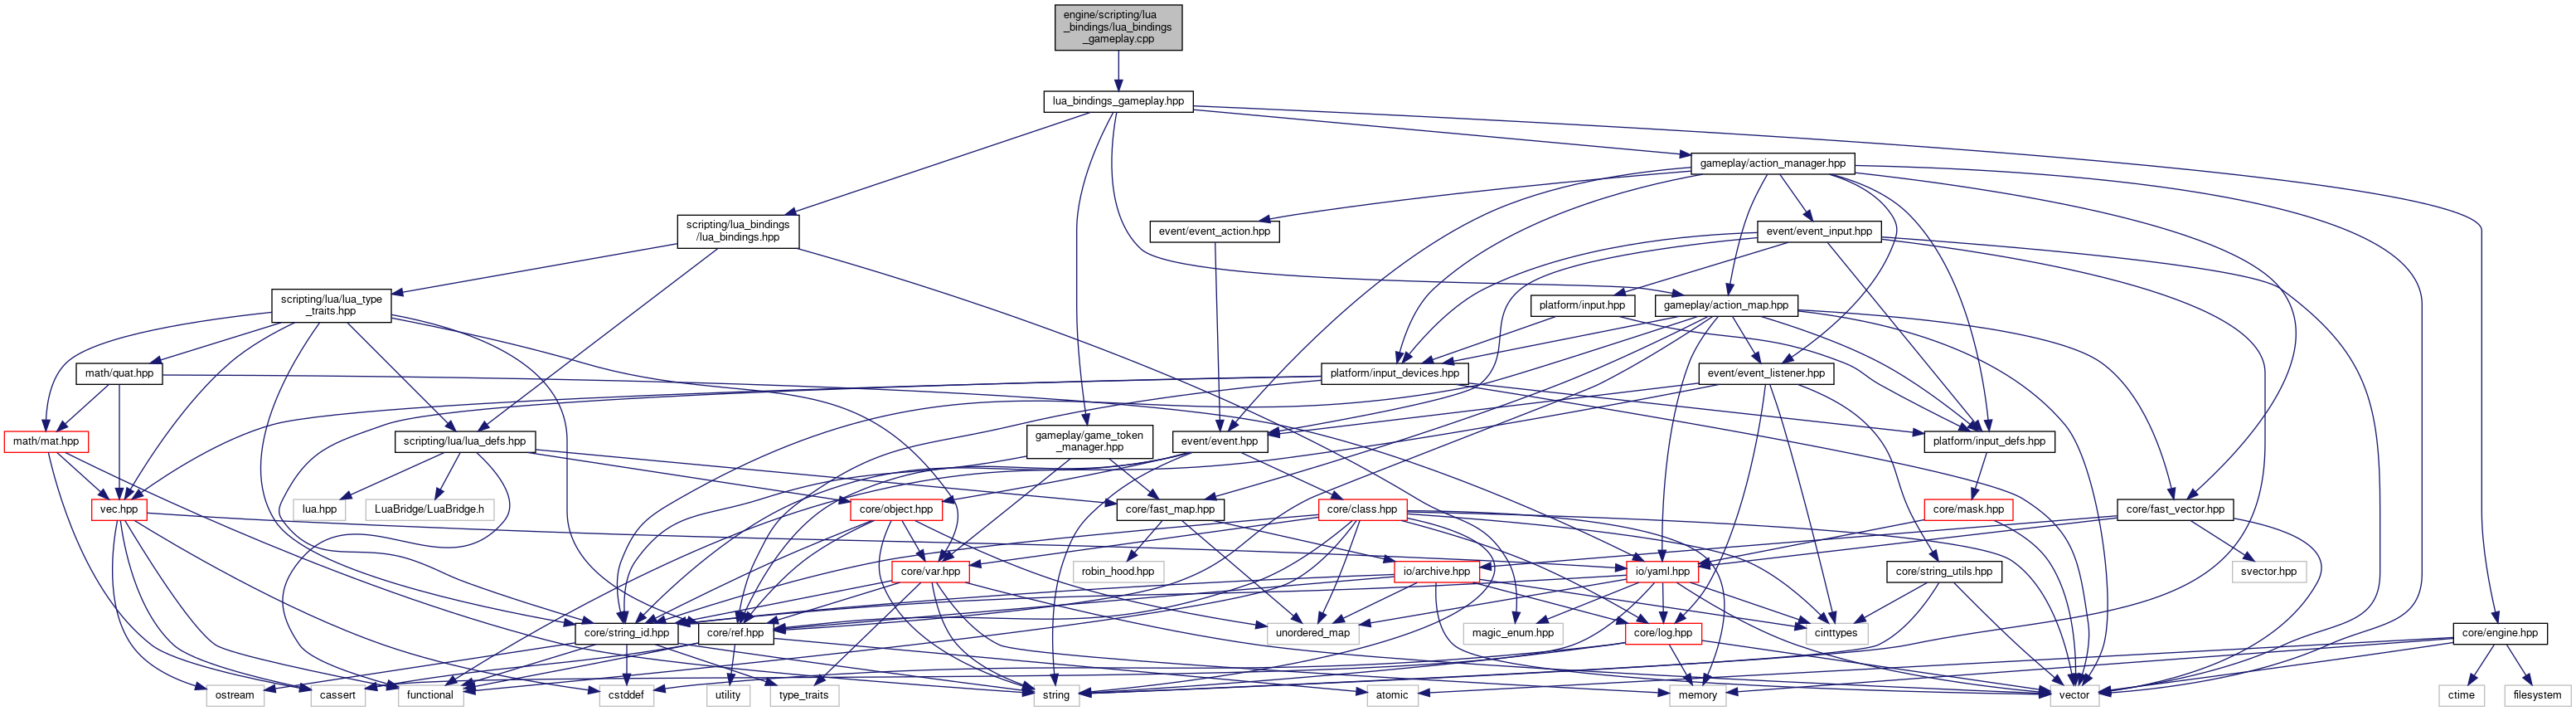 engine/scripting/lua
_bindings/lua_bindings
_gameplay.cpp
lua_bindings_gameplay.hpp
gameplay/action_manager.hpp
scripting/lua_bindings
/lua_bindings.hpp
event/event_action.hpp
event/event_input.hpp
scripting/lua/lua_type
_traits.hpp
platform/input.hpp
gameplay/action_map.hpp
math/quat.hpp
platform/input_devices.hpp
event/event_listener.hpp
math/mat.hpp
scripting/lua/lua_defs.hpp
gameplay/game_token
_manager.hpp
event/event.hpp
platform/input_defs.hpp
vec.hpp
lua.hpp
LuaBridge/LuaBridge.h
core/object.hpp
core/fast_map.hpp
core/class.hpp
core/mask.hpp
core/fast_vector.hpp
core/var.hpp
robin_hood.hpp
io/archive.hpp
io/yaml.hpp
core/string_utils.hpp
svector.hpp
core/string_id.hpp
core/ref.hpp
unordered_map
magic_enum.hpp
core/log.hpp
cinttypes
core/engine.hpp
ostream
cassert
functional
cstddef
utility
type_traits
string
atomic
memory
vector
ctime
filesystem